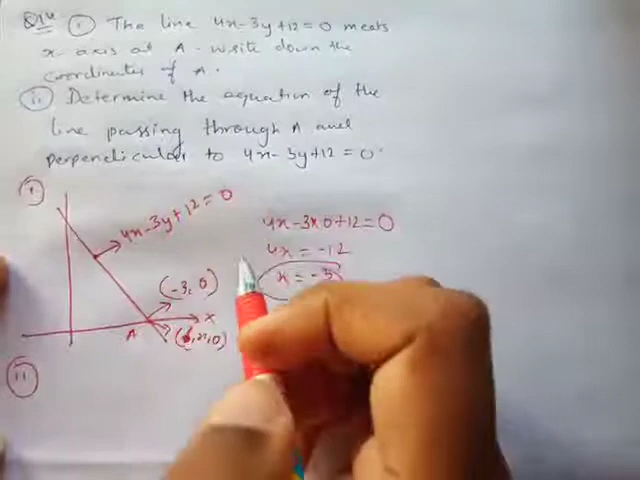 Q14 (i) The line 4x-3y+12=0 meets
x-axis at A. write down the
coordinates of A.
(ii) Determine the equation of the
line passing through A and
perpendicular to 4x-3y+12=0.
(i)
4x-3y+12=0
4x-3x0+12=0
4x=-12
x=-3
(-3,0)
x
A
(ii)